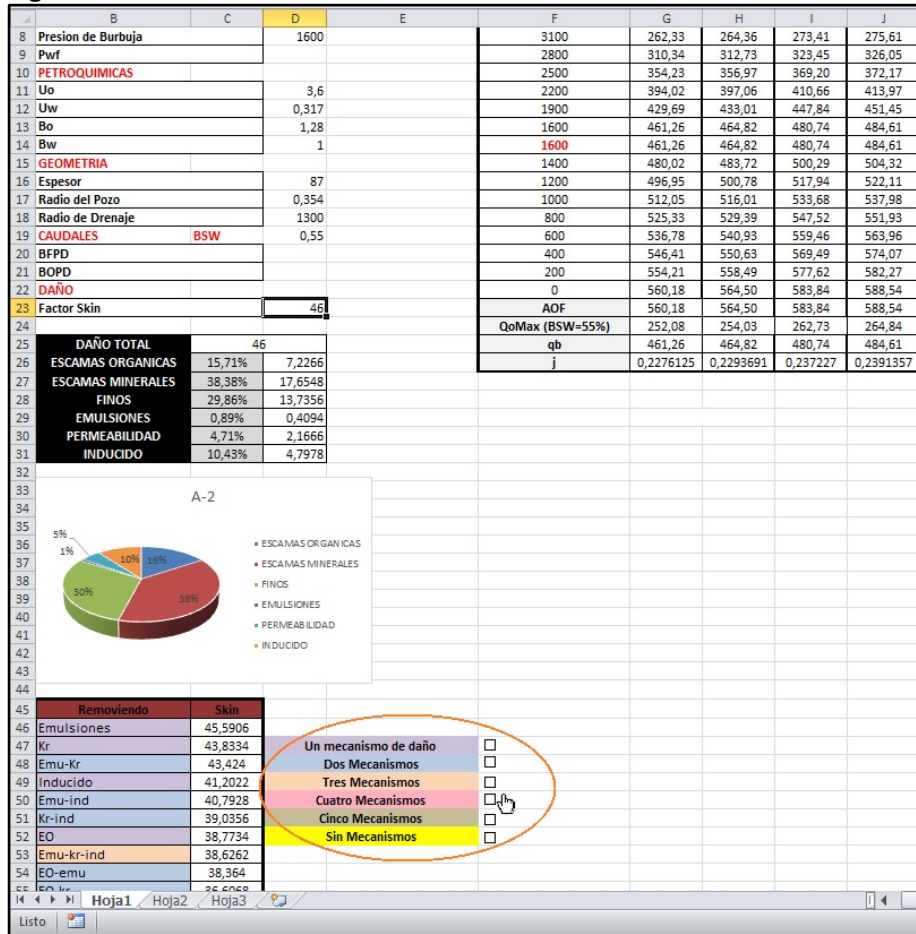 B C D E F G H I J
8 Presion de Burbuja 1600 3100 262,33 264,36 273,41 275,61
9 Pwf 2800 310,34 312,73 323,45 326,05
10 PETROQUIMICAS 2500 354,23 356,97 369,20 372,17
11 Uo 3,6 2200 394,02 397,06 410,66 413,97
12 Uw 0,317 1900 429,69 433,01 447,84 451,45
13 Bo 1,28 1600 461,26 464,82 480,74 484,61
14 Bw 1 1600 461,26 464,82 480,74 484,61
15 GEOMETRIA 1400 480,02 483,72 500,29 504,32
16 Espesor 87 1200 496,95 500,78 517,94 522,11
17 Radio del Pozo 0,354 1000 512,05 516,01 533,68 537,98
18 Radio de Drenaje 1300 800 525,33 529,39 547,52 551,93
19 CAUDALES BSW 0,55 600 536,78 540,93 559,46 563,96
20 BFPD 400 546,41 550,63 569,49 574,07
21 BOPD 200 554,21 558,49 577,62 582,27
22 DAÑO 0 560,18 564,50 583,84 588,54
23 Factor Skin 46 AOF 560,18 564,50 583,84 588,54
24 QoMax (BSW=55%) 252,08 254,03 262,73 264,84
25 DAÑO TOTAL 46 qb 461,26 464,82 480,74 484,61
26 ESCAMAS ORGANICAS 15,71% 7,2266 j 0,2276125 0,2293691 0,237227 0,2391357
27 ESCAMAS MINERALES 38,38% 17,6548
28 FINOS 29,86% 13,7356
29 EMULSIONES 0,89% 0,4094
30 PERMEABILIDAD 4,71% 2,1666
31 INDUCIDO 10,43% 4,7978
32
33
A-2
34
35
5%
36
ESCAMAS ORGANICAS
1% 10% 16%
37
ESCAMAS MINERALES
38
FINOS
30% 38%
39
EMULSIONES
40
PERMEABILIDAD
41
INDUCIDO
42
43
44
45 Removiendo Skin
46 Emulsiones 45,5906
47 Kr 43,8334 Un mecanismo de daño
48 Emu-Kr 43,424 Dos Mecanismos
49 Inducido 41,2022 Tres Mecanismos
50 Emu-ind 40,7928 Cuatro Mecanismos
51 Kr-ind 39,0356 Cinco Mecanismos
52 EO 38,7734 Sin Mecanismos
53 Emu-kr-ind 38,6262
54 EO-emu 38,364
Hoja1 Hoja2 Hoja3
Listo